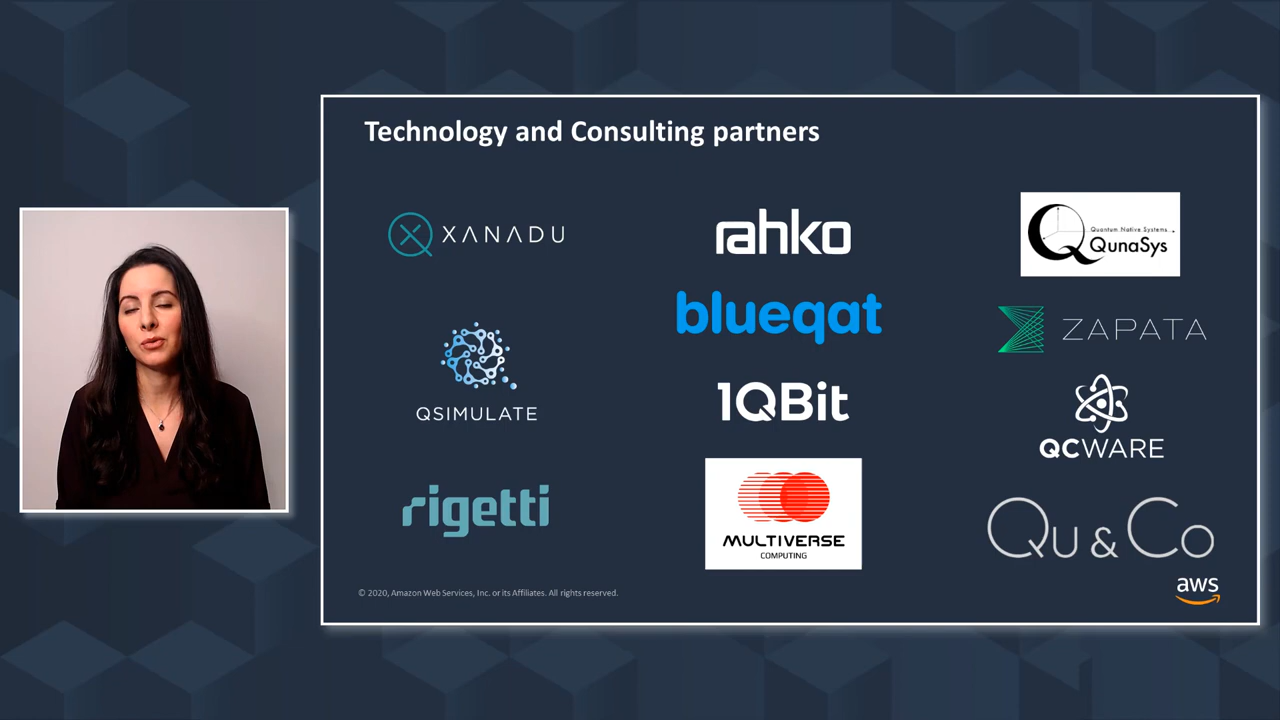 Technology and Consulting partners
XANADU
rahko
Quantum Native Systems
QunaSys
blueqat
ZAPATA
QSIMULATE
1QBit
QCWARE
rigetti
MULTIVERSE
COMPUTING
Qu & Co
© 2020, Amazon Web Services, Inc. or its Affiliates. All rights reserved.
aws